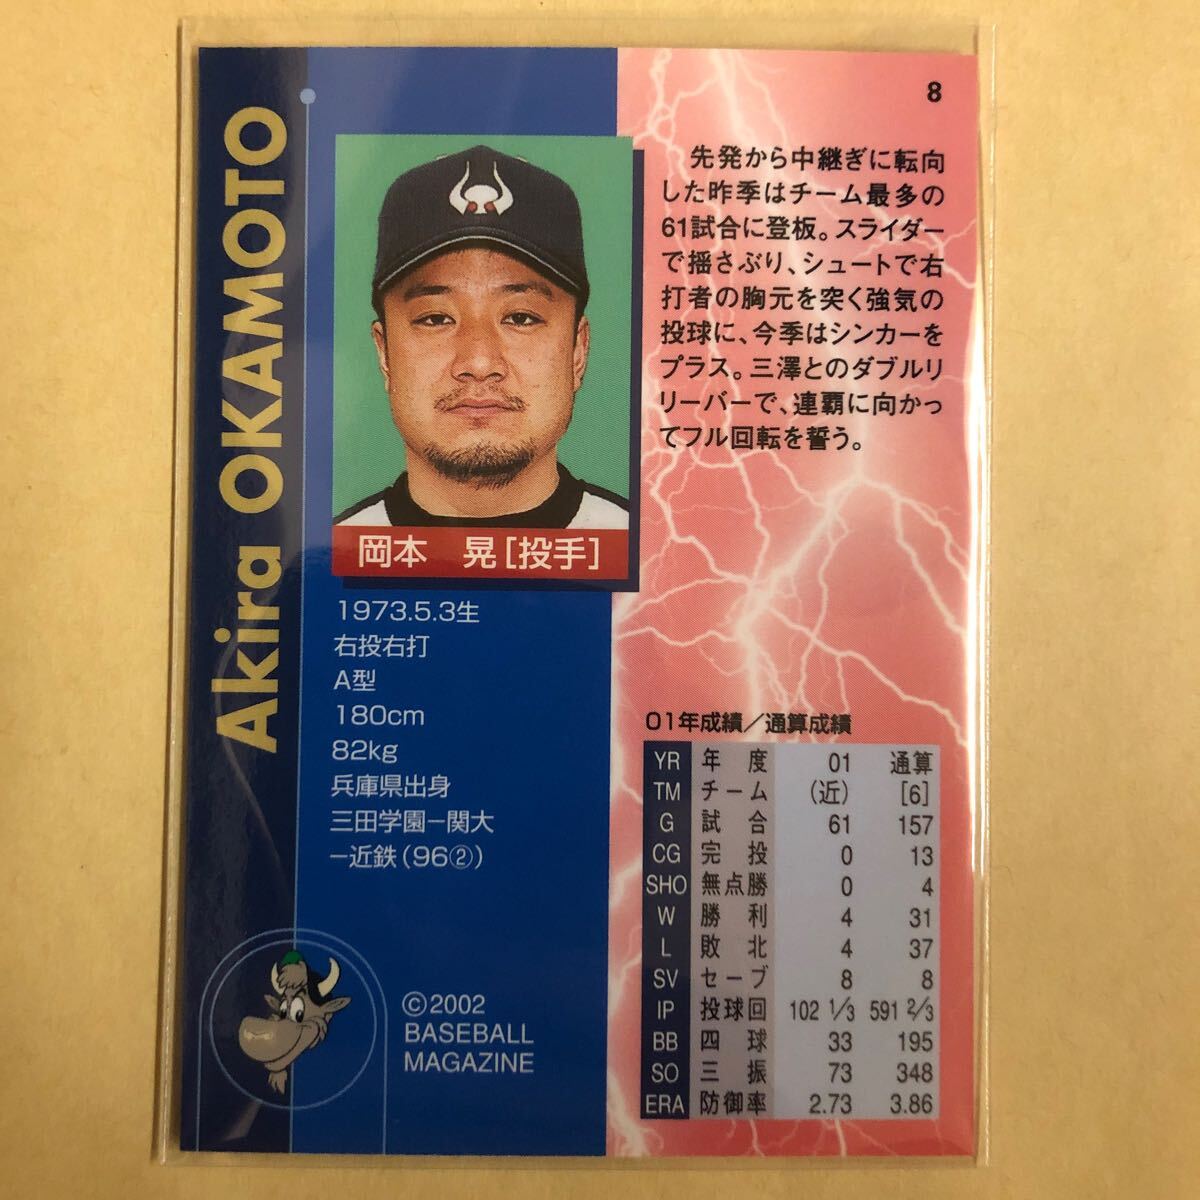 8
Akira OKAMOTO
先発から中継ぎに転向
した昨季はチーム最多の
61試合に登板。スライダー
で揺さぶり、シュートで右
打者の胸元を突く強気の
投球に、今季はシンカーを
プラス。三澤とのダブルリ
リーバーで、連覇に向かっ
てフル回転を誓う。
岡本 晃[投手]
1973.5.3生
右投右打
A型
180cm
82kg
兵庫県出身
三田学園−関大
−近鉄(96②)
©2002
BASEBALL
MAGAZINE
01年成績／通算成績
YR 年度 01 通算
TM チーム (近) [6]
G 試合 61 157
CG 完投 0 13
SHO 無点勝 0 4
W 勝利 4 31
L 敗北 4 37
SV セーブ 8 8
IP 投球回 102 1/3 591 2/3
BB 四球 33 195
SO 三振 73 348
ERA 防御率 2.73 3.86